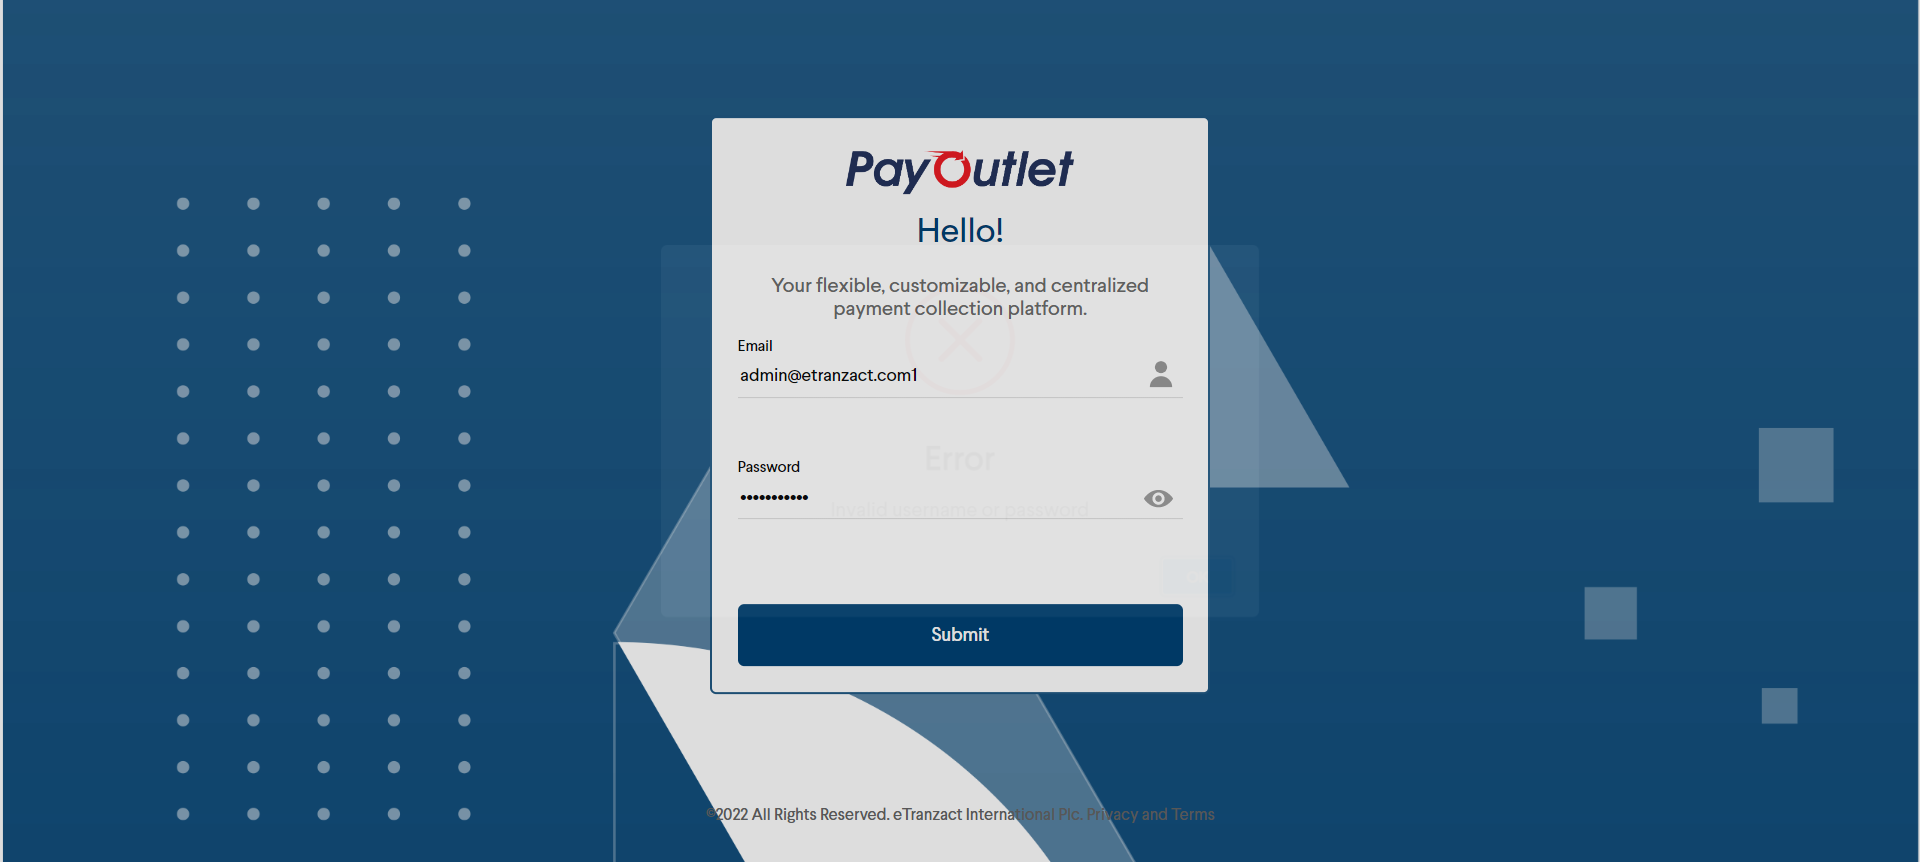 PayOutlet
Hello!
Your flexible, customizable, and centralized
payment collection platform.
Email
admin@etranzact.com1
Error
Password
•••••••••••
invalid username or password
Submit
©2022 All Rights Reserved. eTranzact International Plc. Privacy and Terms